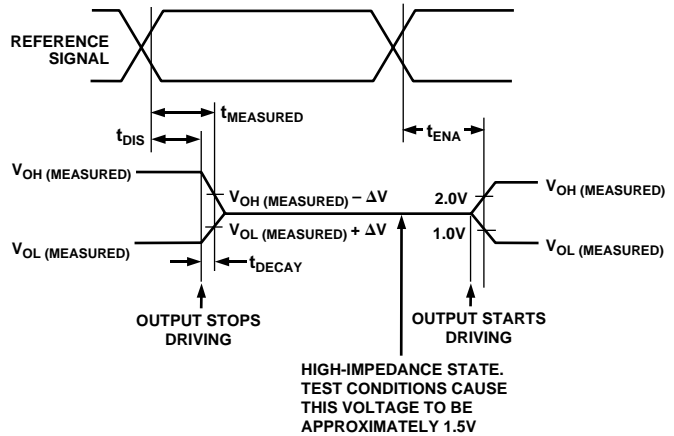 REFERENCE
SIGNAL
tMEASURED
tDIS
tENA
VOH (MEASURED)
VOH (MEASURED) – ΔV
2.0V
VOH (MEASURED)
VOL (MEASURED)
VOL (MEASURED) + ΔV
1.0V
VOL (MEASURED)
tDECAY
OUTPUT STOPS
DRIVING
OUTPUT STARTS
DRIVING
HIGH-IMPEDANCE STATE.
TEST CONDITIONS CAUSE
THIS VOLTAGE TO BE
APPROXIMATELY 1.5V